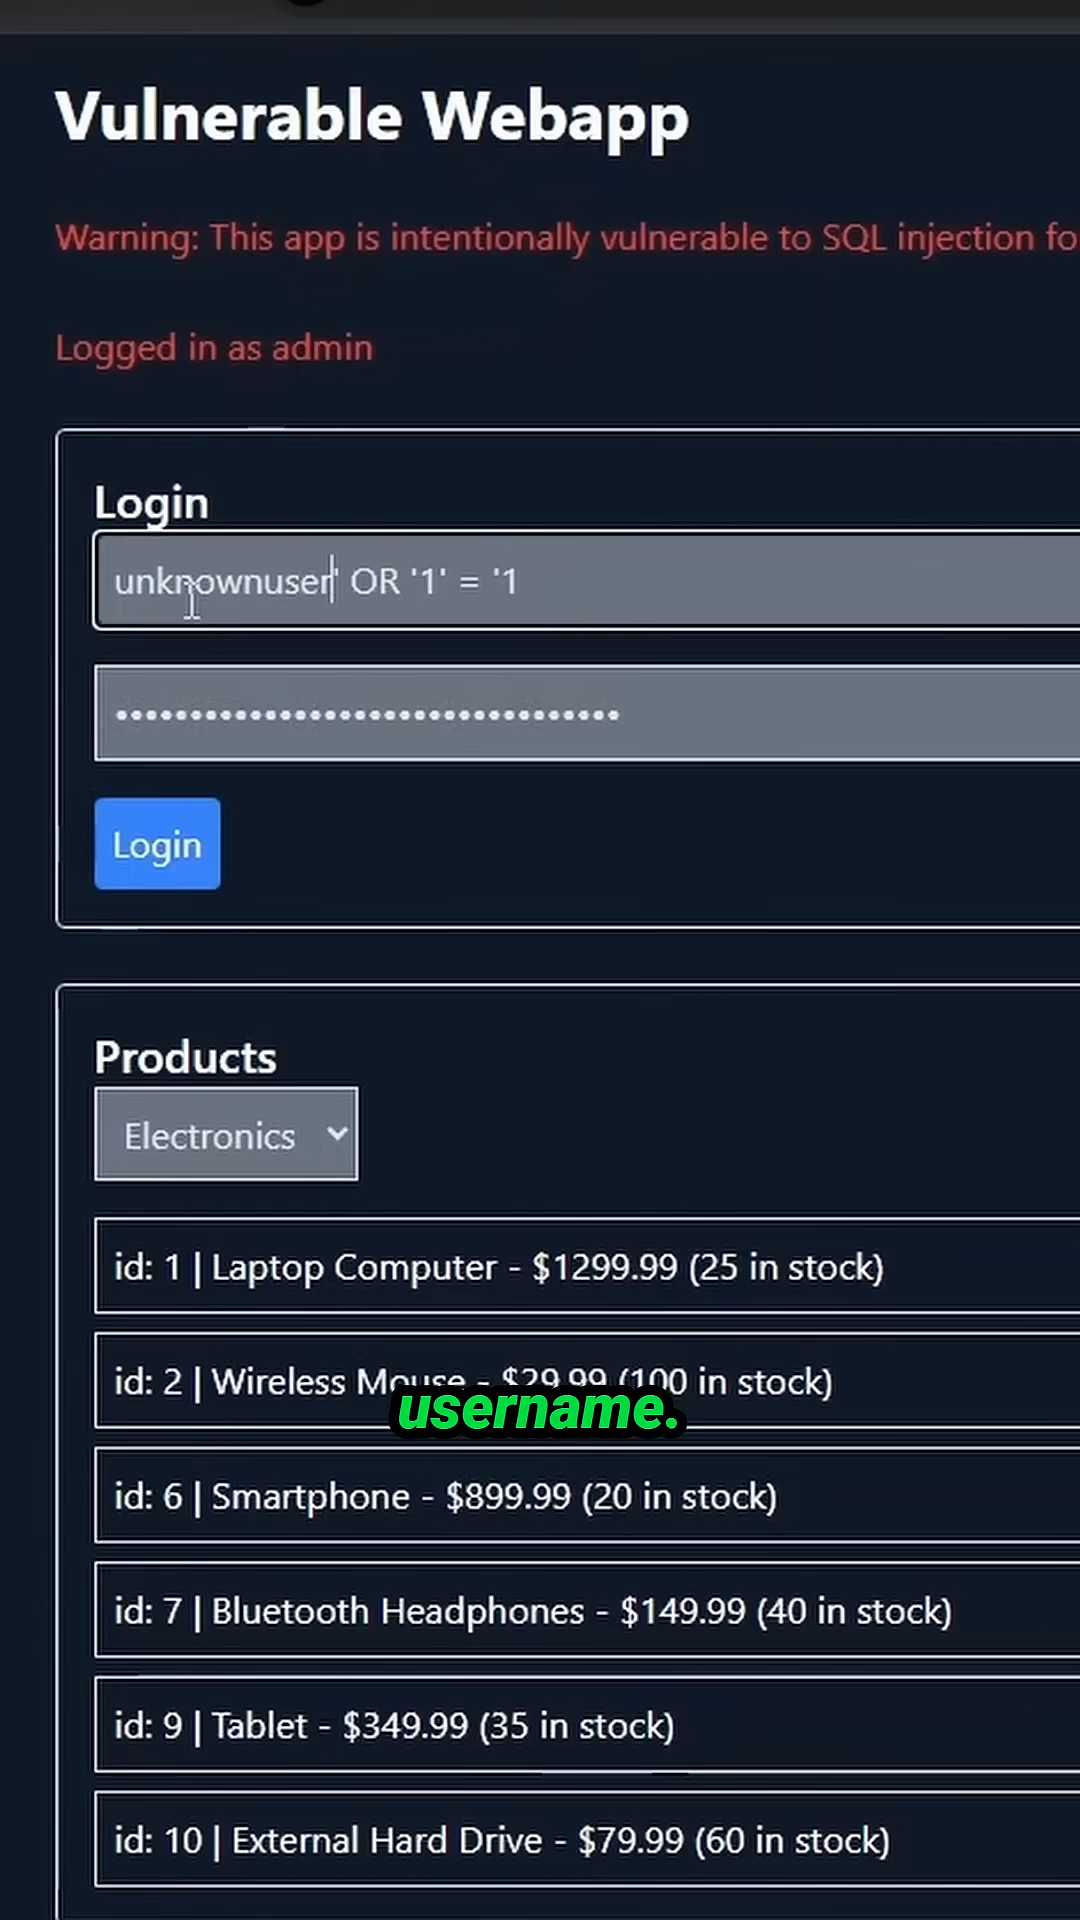 Vulnerable Webapp
Warning: This app is intentionally vulnerable to SQL injection fo
Logged in as admin
Login
unknownuser' OR '1' = '1
••••••••••••••••••••••••••••••••••
Login
Products
Electronics
id: 1 | Laptop Computer - $1299.99 (25 in stock)
id: 2 | Wireless Mouse - $29.99 (100 in stock)
username.
id: 6 | Smartphone - $899.99 (20 in stock)
id: 7 | Bluetooth Headphones - $149.99 (40 in stock)
id: 9 | Tablet - $349.99 (35 in stock)
id: 10 | External Hard Drive - $79.99 (60 in stock)